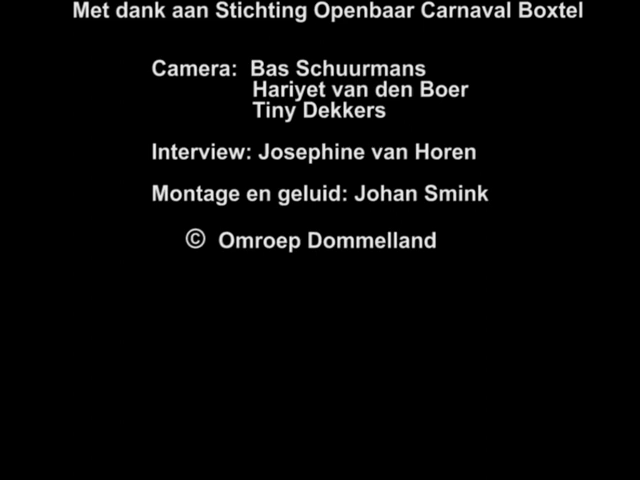 Met dank aan Stichting Openbaar Carnaval Boxtel
Camera: Bas Schuurmans
Hariyet van den Boer
Tiny Dekkers
Interview: Josephine van Horen
Montage en geluid: Johan Smink
© Omroep Dommelland